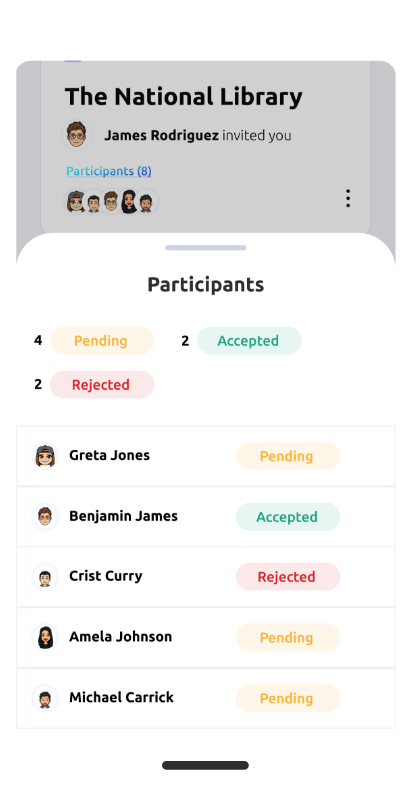 The National Library
James Rodriguez invited you
Participants (8)
Participants
4 Pending 2 Accepted
2 Rejected
Greta Jones Pending
Benjamin James Accepted
Crist Curry Rejected
Amela Johnson Pending
Michael Carrick Pending